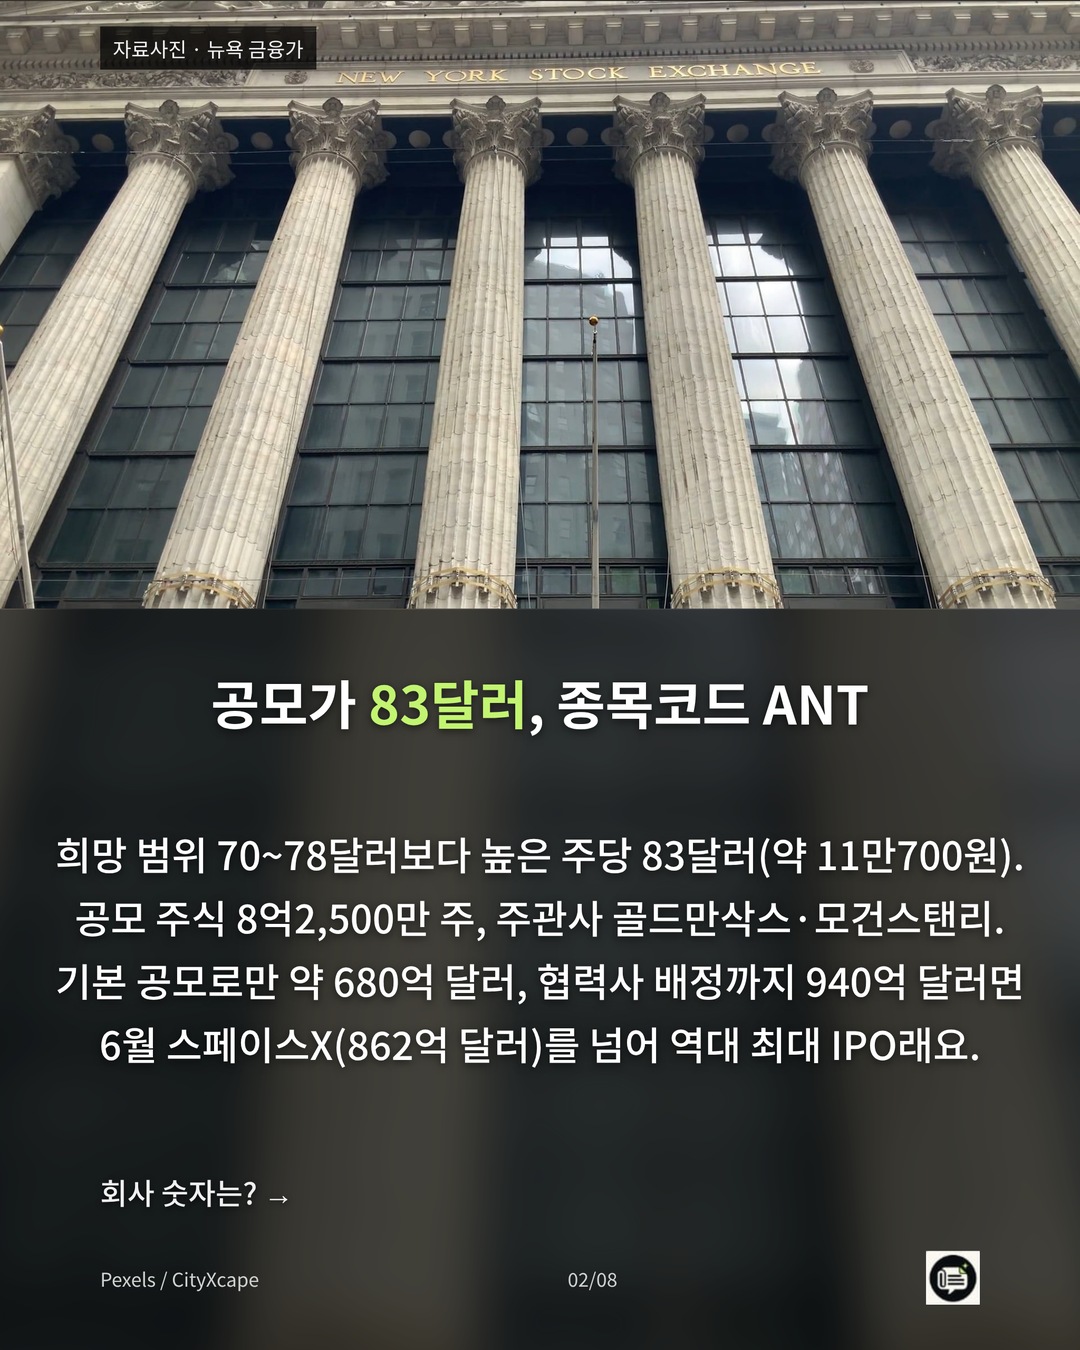 자료사진 · 뉴욕 금융가
NEW YORK STOCK EXCHANGE
공모가 83달러, 종목코드 ANT
희망 범위 70~78달러보다 높은 주당 83달러(약 11만700원).
공모 주식 8억2,500만 주, 주관사 골드만삭스·모건스탠리.
기본 공모로만 약 680억 달러, 협력사 배정까지 940억 달러면
6월 스페이스X(862억 달러)를 넘어 역대 최대 IPO래요.
회사 숫자는? →
Pexels / CityXcape
02/08